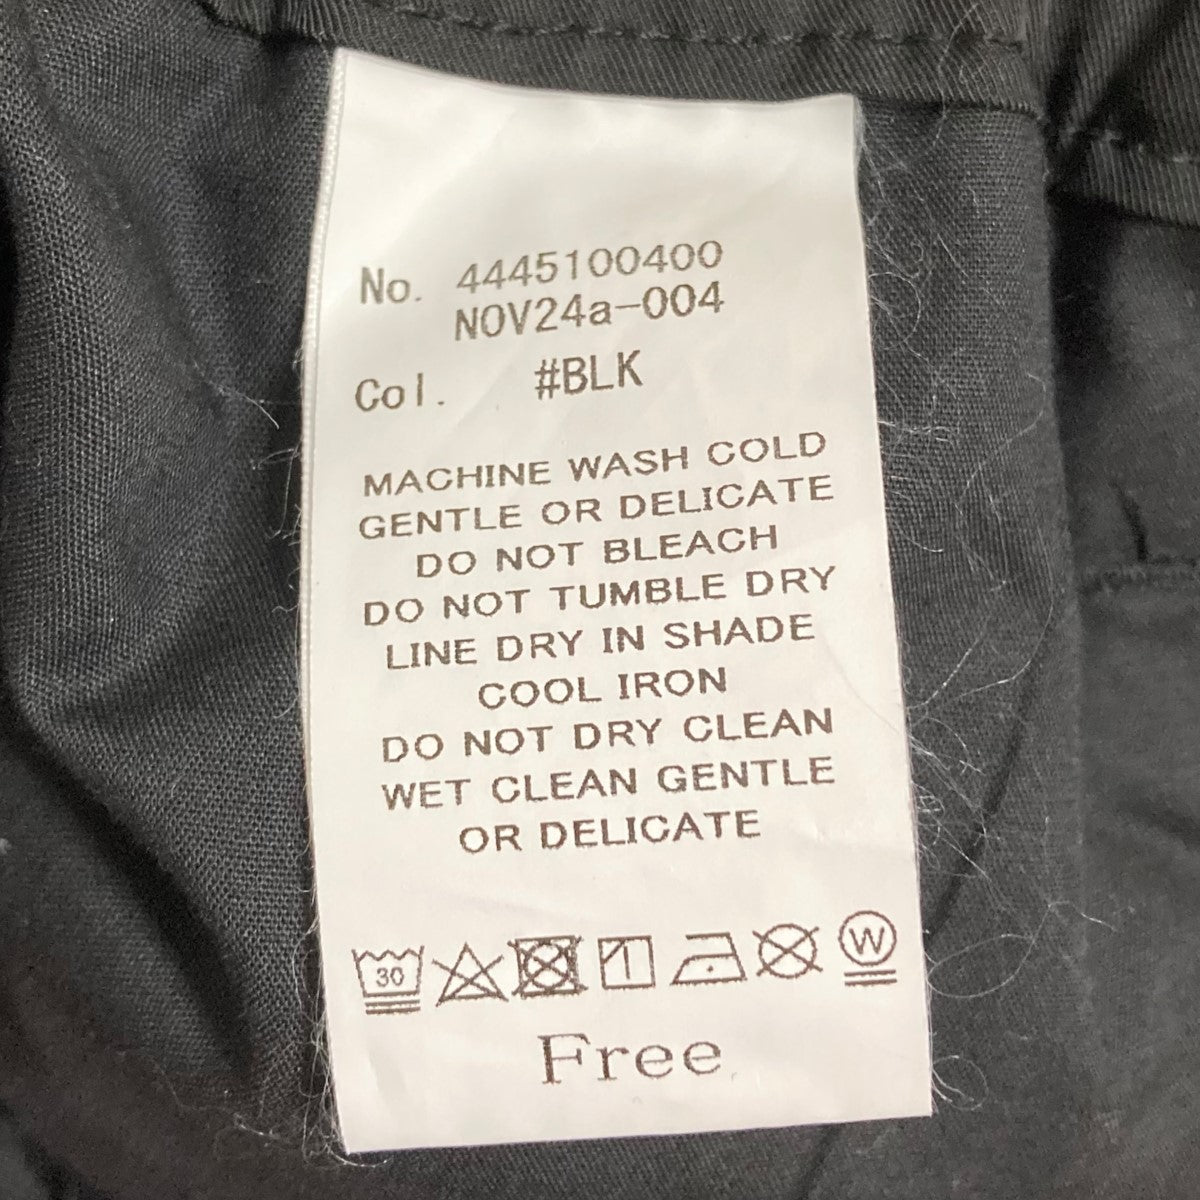 No. 4445100400
NOV24a-004
Col. #BLK
MACHINE WASH COLD
GENTLE OR DELICATE
DO NOT BLEACH
DO NOT TUMBLE DRY
LINE DRY IN SHADE
COOL IRON
DO NOT DRY CLEAN
WET CLEAN GENTLE
OR DELICATE
30 W
Free